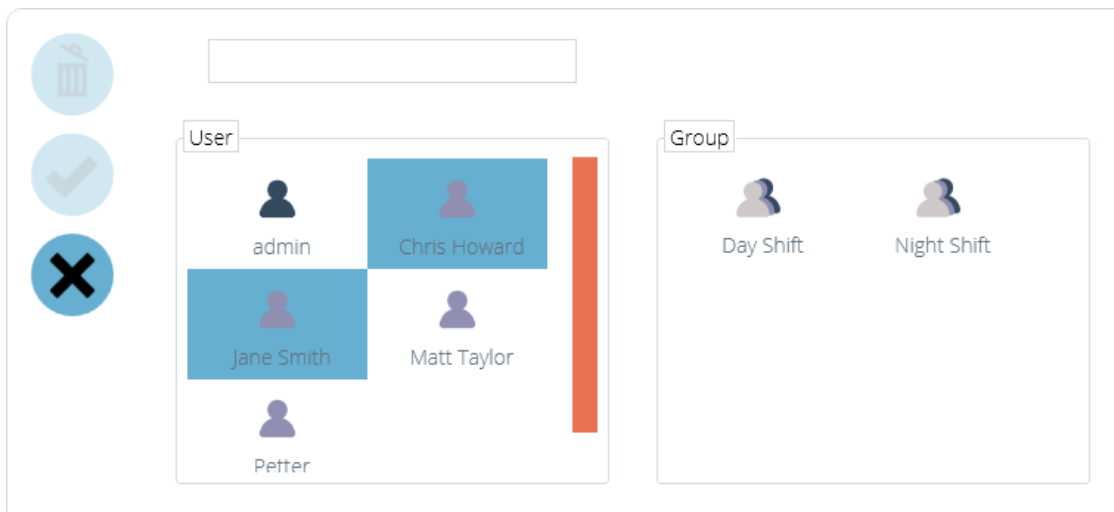 User
Group
admin
Chris Howard
Day Shift
Night Shift
Jane Smith
Matt Taylor
Petter